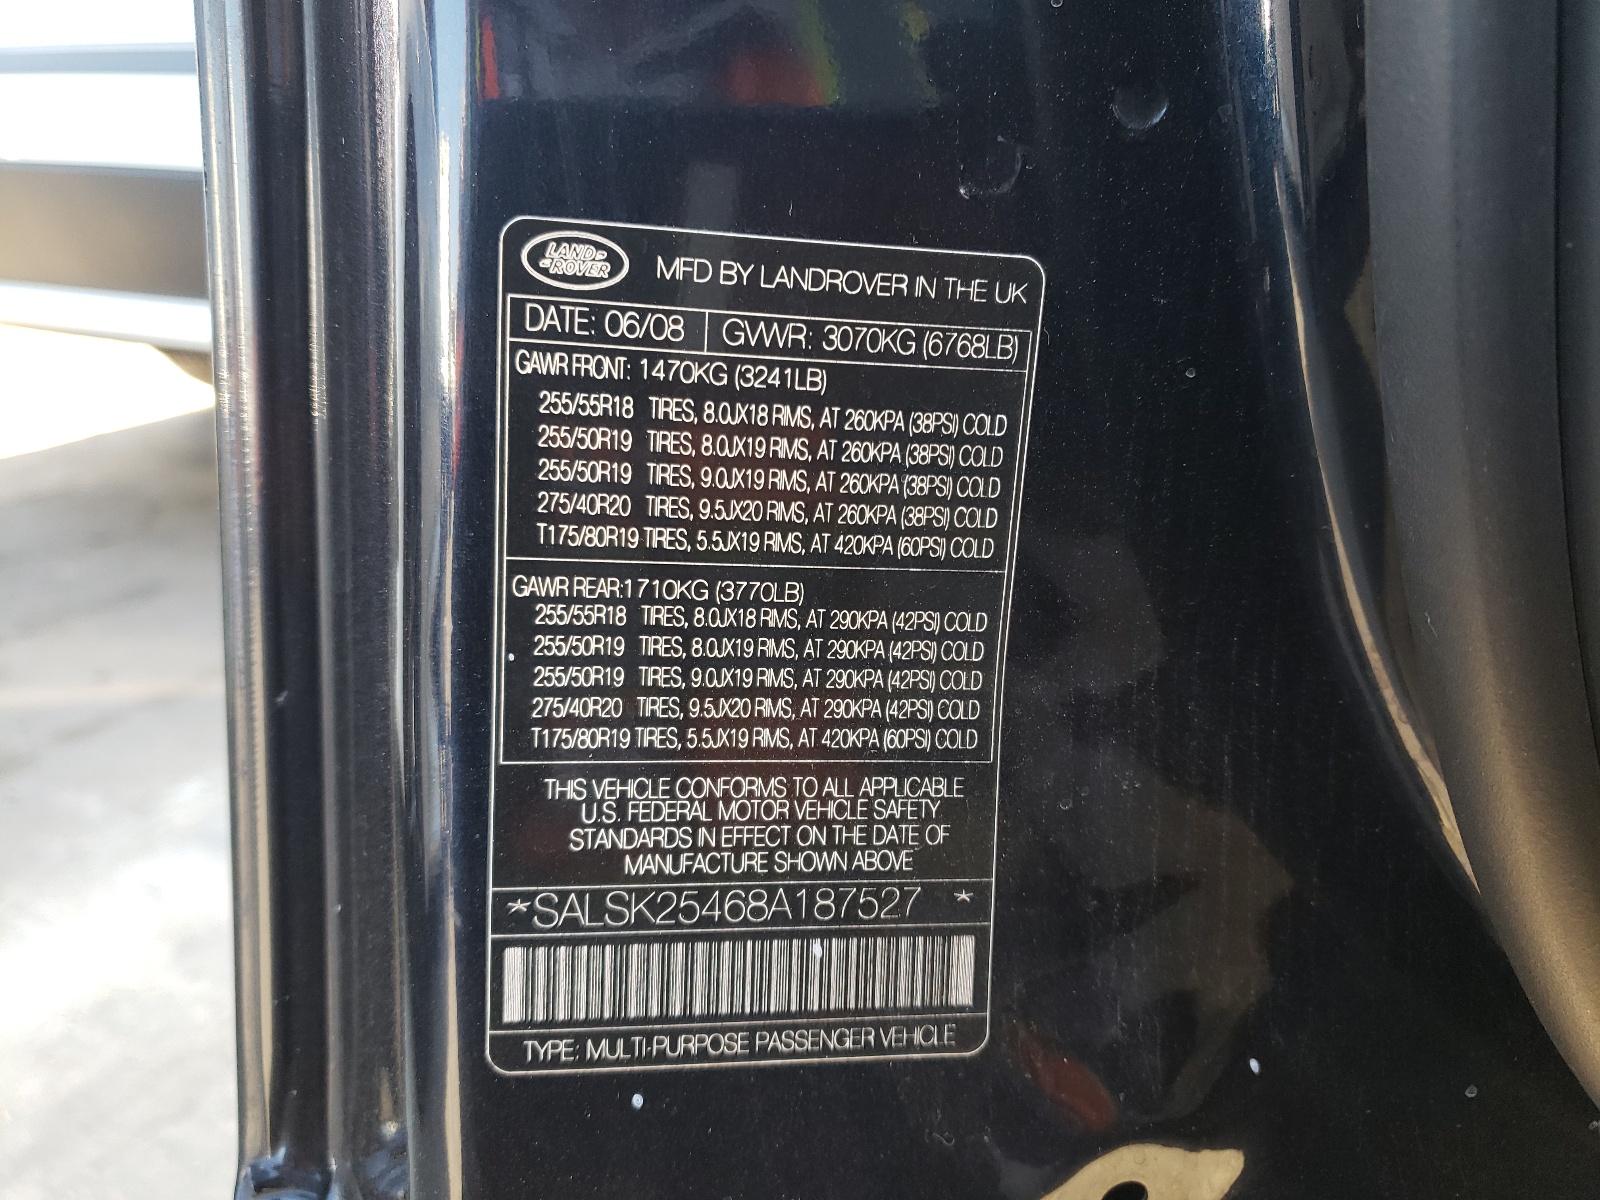 LAND ROVER MFD BY LANDROVER IN THE UK
DATE: 06/08 GVWR: 3070KG (6768LB)
GAWR FRONT: 1470KG (3241LB)
255/55R18 TIRES, 8.0JX18 RIMS, AT 260KPA (38PSI) COLD
255/50R19 TIRES, 8.0JX19 RIMS, AT 260KPA (38PSI) COLD
255/50R19 TIRES, 9.0JX19 RIMS, AT 260KPA (38PSI) COLD
275/40R20 TIRES, 9.5JX20 RIMS, AT 260KPA (38PSI) COLD
T175/80R19 TIRES, 5.5JX19 RIMS, AT 420KPA (60PSI) COLD
GAWR REAR: 1710KG (3770LB)
255/55R18 TIRES, 8.0JX18 RIMS, AT 290KPA (42PSI) COLD
255/50R19 TIRES, 8.0JX19 RIMS, AT 290KPA (42PSI) COLD
255/50R19 TIRES, 9.0JX19 RIMS, AT 290KPA (42PSI) COLD
275/40R20 TIRES, 9.5JX20 RIMS, AT 290KPA (42PSI) COLD
T175/80R19 TIRES, 5.5JX19 RIMS, AT 420KPA (60PSI) COLD
THIS VEHICLE CONFORMS TO ALL APPLICABLE
U.S. FEDERAL MOTOR VEHICLE SAFETY
STANDARDS IN EFFECT ON THE DATE OF
MANUFACTURE SHOWN ABOVE
*SALSK25468A187527 *
TYPE: MULTI-PURPOSE PASSENGER VEHICLE